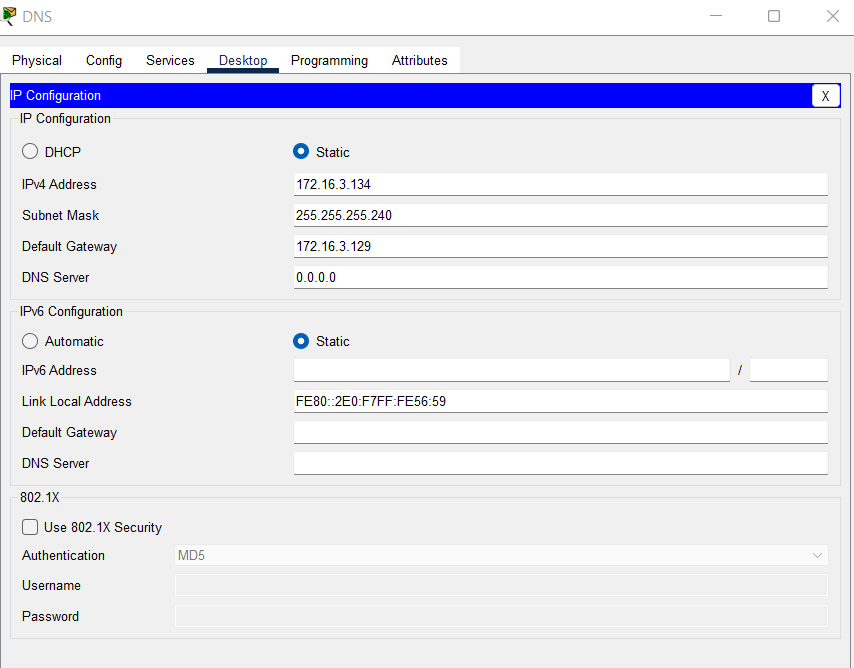 DNS
Physical Config Services Desktop Programming Attributes
IP Configuration X
IP Configuration
DHCP Static
IPv4 Address 172.16.3.134
Subnet Mask 255.255.255.240
Default Gateway 172.16.3.129
DNS Server 0.0.0.0
IPv6 Configuration
Automatic Static
IPv6 Address /
Link Local Address FE80::2E0:F7FF:FE56:59
Default Gateway
DNS Server
802.1X
Use 802.1X Security
Authentication MD5
Username
Password